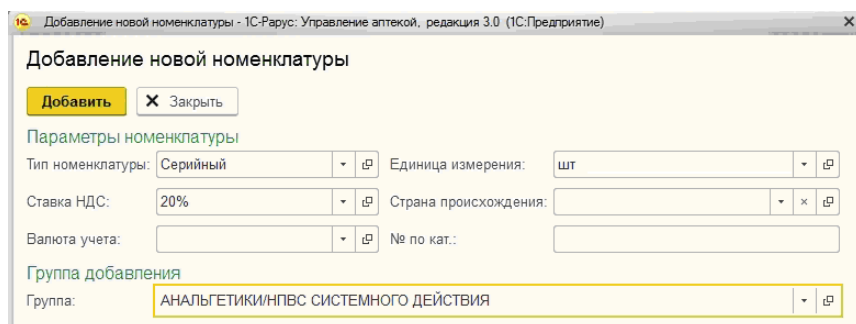 Добавление новой номенклатуры - 1С-Рарус: Управление аптекой, редакция 3.0 (1С:Предприятие)
Добавление новой номенклатуры
Добавить Закрыть
Параметры номенклатуры
Тип номенклатуры: Серийный Единица измерения: шт
Ставка НДС: 20% Страна происхождения:
Валюта учета: № по кат.:
Группа добавления
Группа: АНАЛЬГЕТИКИ/НПВС СИСТЕМНОГО ДЕЙСТВИЯ